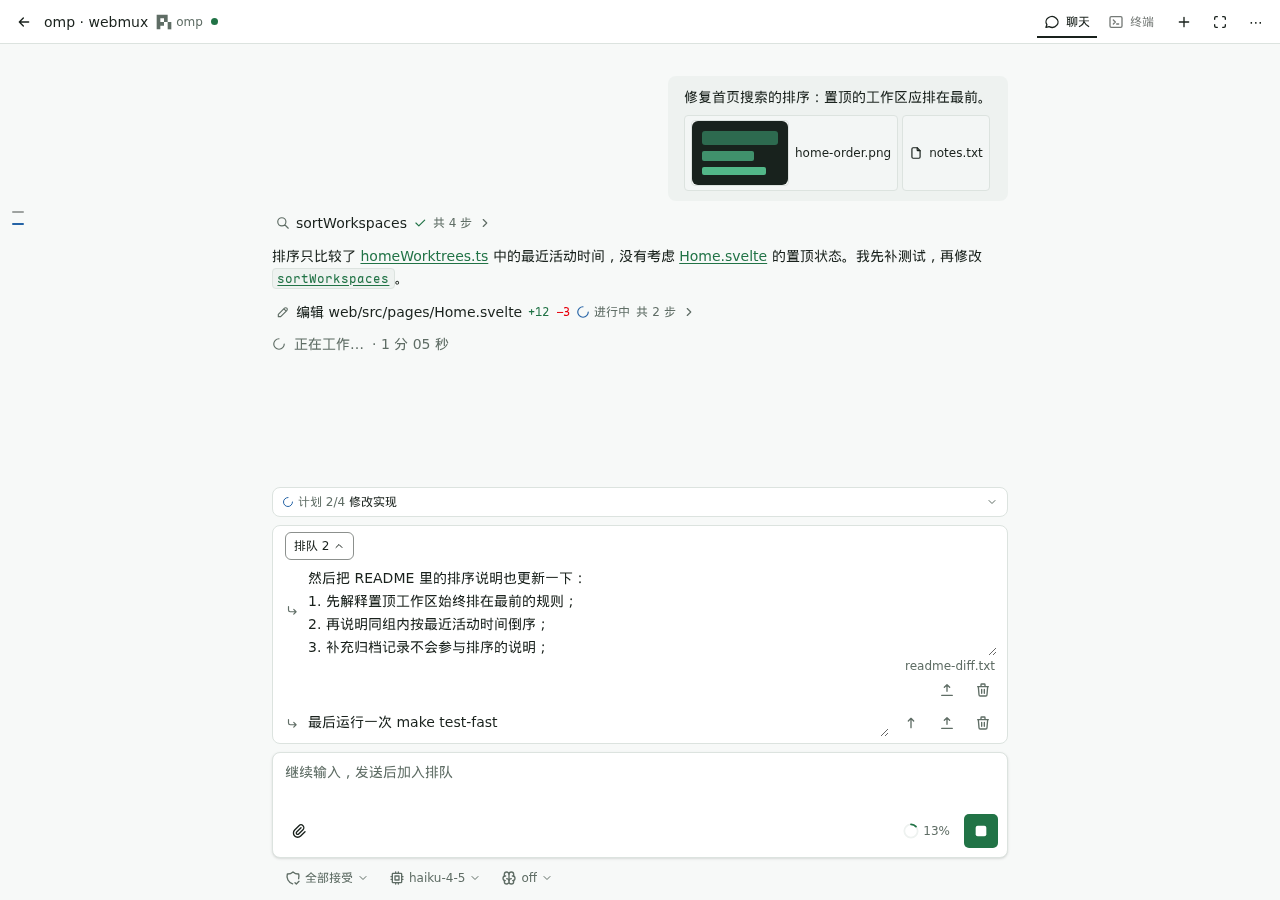 omp · webmux omp
聊天
终端
修复首页搜索的排序：置顶的工作区应排在最前。
home-order.png
notes.txt
sortWorkspaces 共 4 步
排序只比较了 homeWorktrees.ts 中的最近活动时间，没有考虑 Home.svelte 的置顶状态。我先补测试，再修改
sortWorkspaces。
编辑 web/src/pages/Home.svelte +12 −3 进行中 共 2 步
正在工作… · 1 分 05 秒
计划 2/4 修改实现
排队 2
然后把 README 里的排序说明也更新一下：
1. 先解释置顶工作区始终排在最前的规则；
2. 再说明同组内按最近活动时间倒序；
3. 补充归档记录不会参与排序的说明；
readme-diff.txt
最后运行一次 make test-fast
继续输入，发送后加入排队
13%
全部接受
haiku-4-5
off